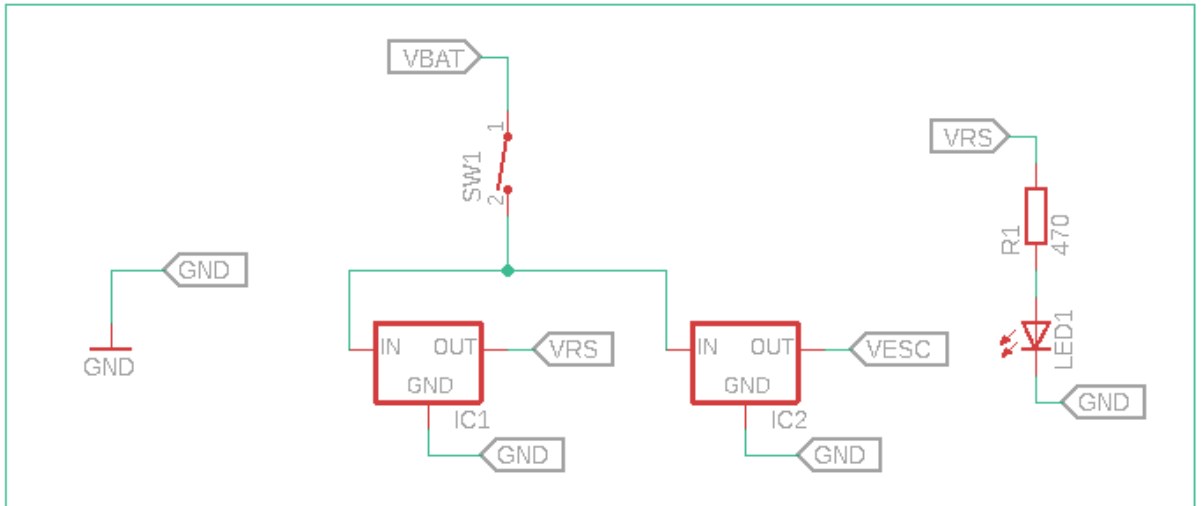 VBAT
1
SW1
2
VRS
R1
470
GND
GND
IN
OUT
GND
IC1
VRS
GND
IN
OUT
GND
IC2
VESC
GND
LED1
GND